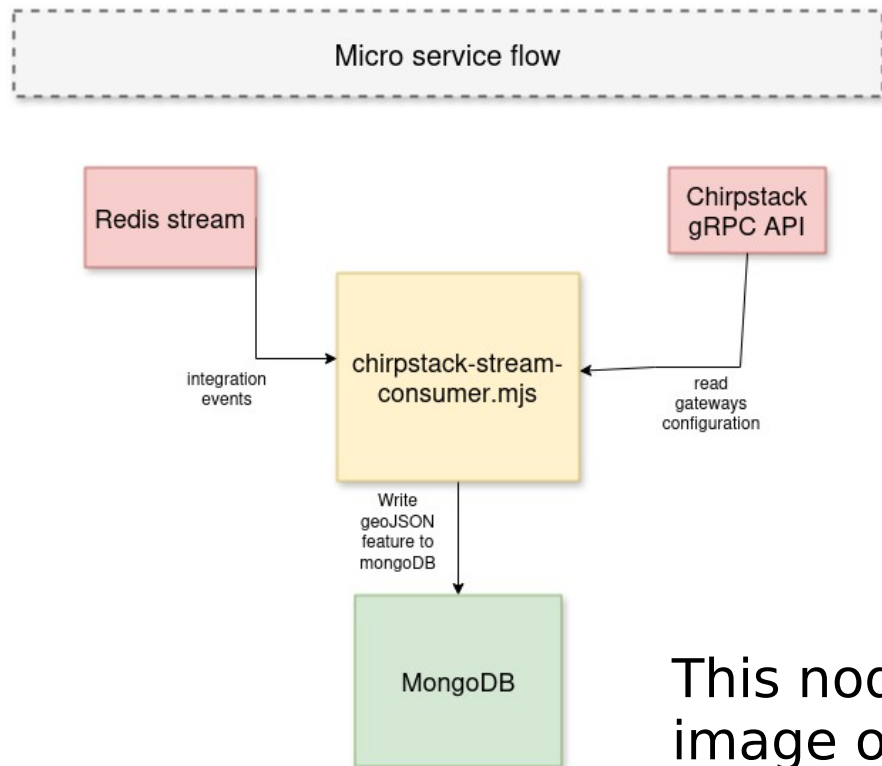 Micro service flow
Redis stream
Chirpstack
gRPC API
integration
events
chirpstack-stream-
consumer.mjs
read
gateways
configuration
Write
geoJSON
feature to
mongoDB
MongoDB
This
image